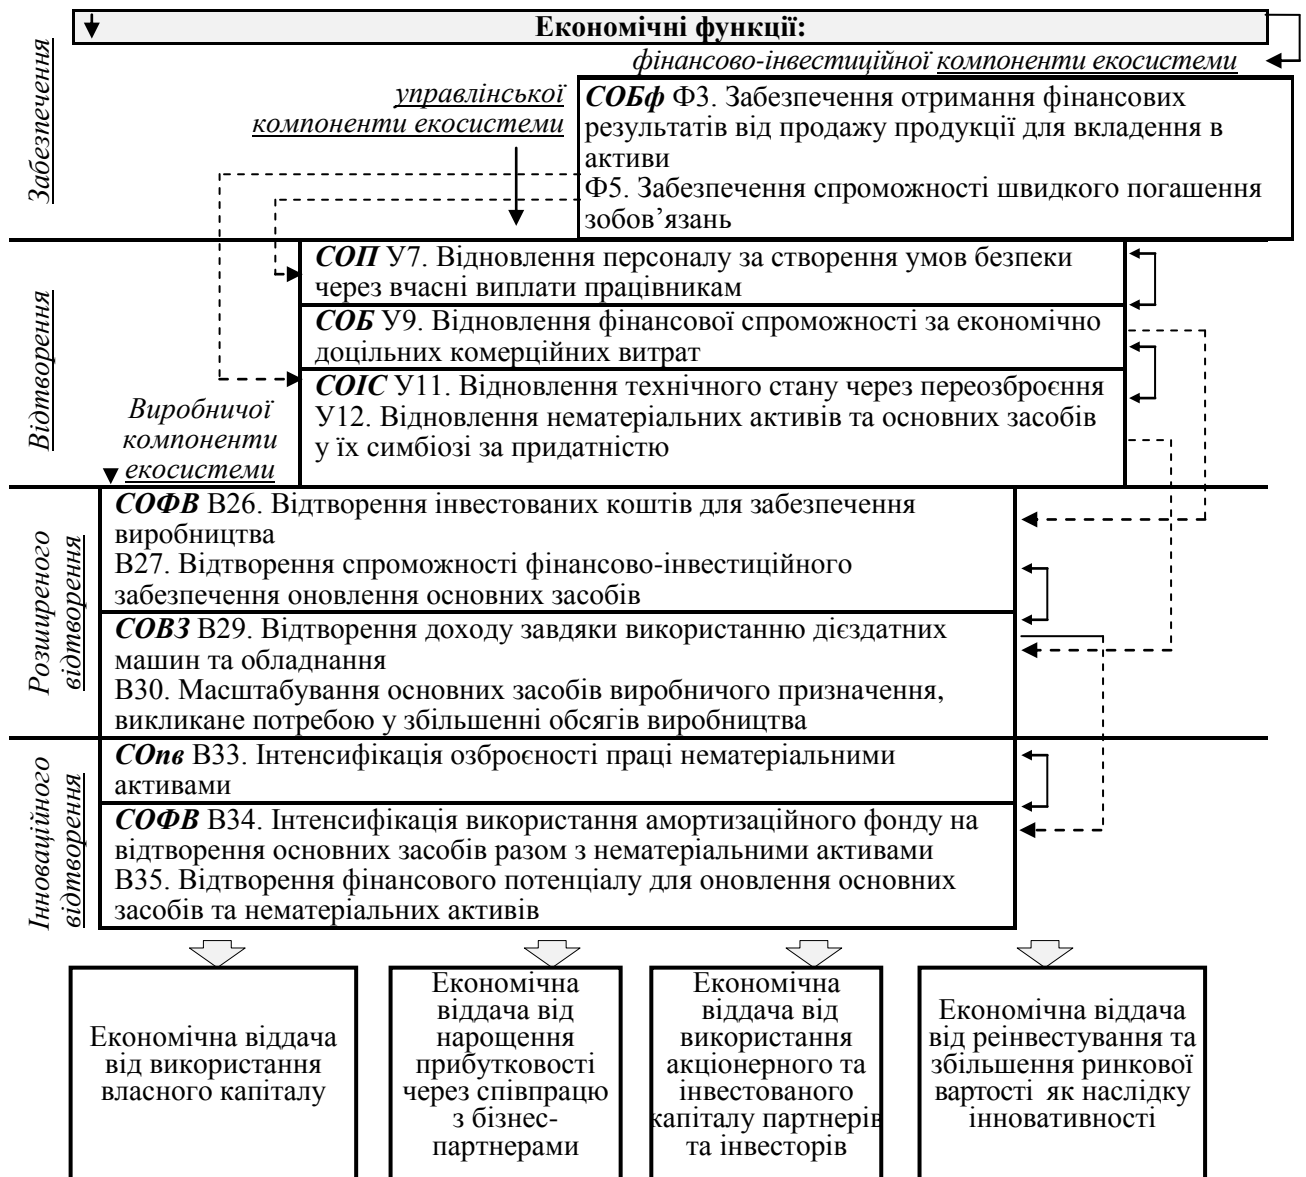 Економічні функції:
фінансово-інвестиційної компоненти екосистеми
Забезпечення
управлінської
компоненти екосистеми
СОБф Ф3. Забезпечення отримання фінансових
результатів від продажу продукції для вкладення в
активи
Ф5. Забезпечення спроможності швидкого погашення
зобов’язань
Відтворення
СОП У7. Відновлення персоналу за створення умов безпеки
через вчасні виплати працівникам
СОБ У9. Відновлення фінансової спроможності за економічно
доцільних комерційних витрат
СОІС У11. Відновлення технічного стану через переозброєння
У12. Відновлення нематеріальних активів та основних засобів
у їх симбіозі за придатністю
Виробничої
компоненти
екосистеми
Розширеного
відтворення
СОФВ В26. Відтворення інвестованих коштів для забезпечення
виробництва
В27. Відтворення спроможності фінансово-інвестиційного
забезпечення оновлення основних засобів
СОВЗ В29. Відтворення доходу завдяки використанню дієздатних
машин та обладнання
В30. Масштабування основних засобів виробничого призначення,
викликане потребою у збільшенні обсягів виробництва
Інноваційного
відтворення
СОпв В33. Інтенсифікація озброєності праці нематеріальними
активами
СОФВ В34. Інтенсифікація використання амортизаційного фонду на
відтворення основних засобів разом з нематеріальними активами
В35. Відтворення фінансового потенціалу для оновлення основних
засобів та нематеріальних активів
Економічна віддача
від використання
власного капіталу
Економічна
віддача від
нарощення
прибутковості
через співпрацю
з бізнес-
партнерами
Економічна
віддача від
використання
акціонерного та
інвестованого
капіталу партнерів
та інвесторів
Економічна віддача
від реінвестування та
збільшення ринкової
вартості як наслідку
інновативності